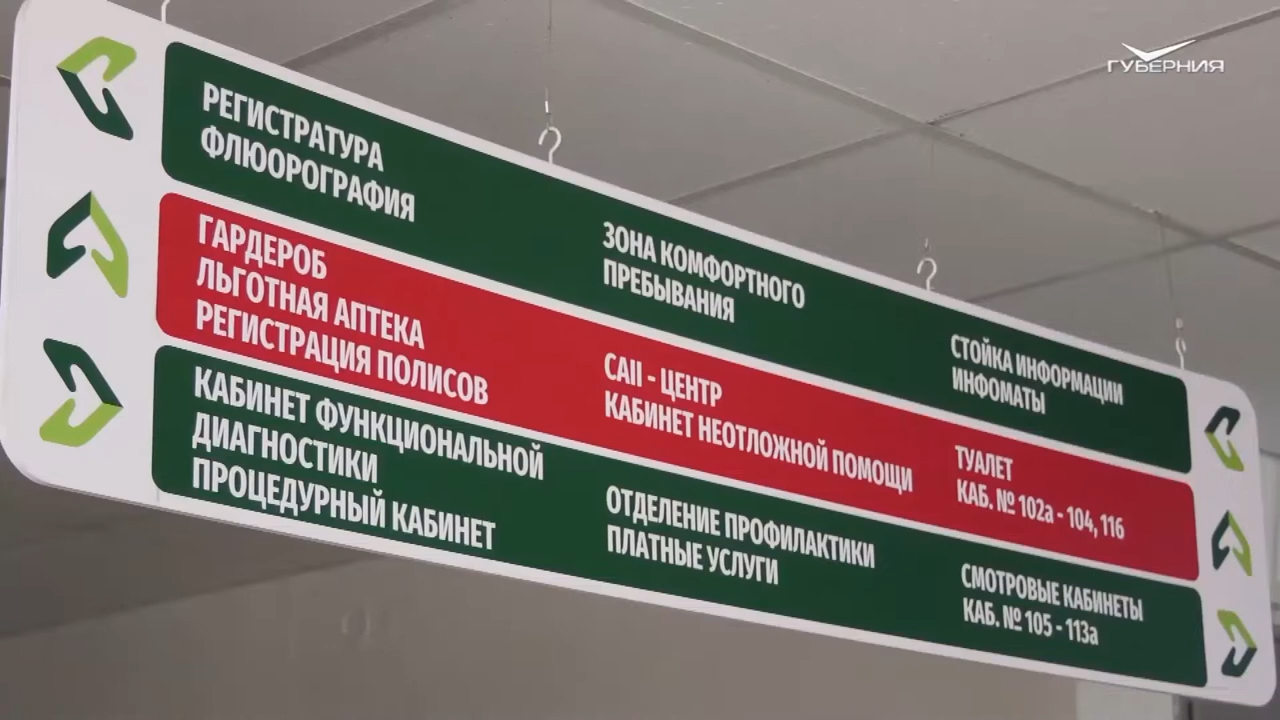 ГУБЕРНИЯ
РЕГИСТРАТУРА
ФЛЮОРОГРАФИЯ
ЗОНА КОМФОРТНОГО
ПРЕБЫВАНИЯ
СТОЙКА ИНФОРМАЦИИ
ИНФОМАТЫ
ГАРДЕРОБ
ЛЬГОТНАЯ АПТЕКА
РЕГИСТРАЦИЯ ПОЛИСОВ
CALL - ЦЕНТР
КАБИНЕТ НЕОТЛОЖНОЙ ПОМОЩИ
ТУАЛЕТ
КАБ. № 102а - 104, 116
КАБИНЕТ ФУНКЦИОНАЛЬНОЙ
ДИАГНОСТИКИ
ПРОЦЕДУРНЫЙ КАБИНЕТ
ОТДЕЛЕНИЕ ПРОФИЛАКТИКИ
ПЛАТНЫЕ УСЛУГИ
СМОТРОВЫЕ КАБИНЕТЫ
КАБ. № 105 - 113а